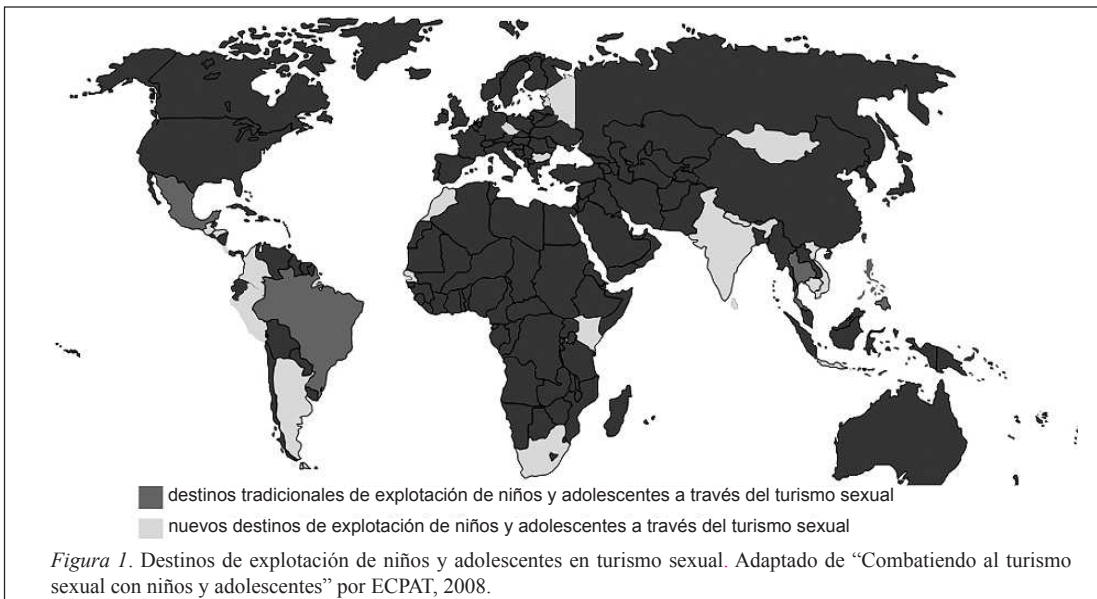 destinos tradicionales de explotación de niños y adolescentes a través del turismo sexual
nuevos destinos de explotación de niños y adolescentes a través del turismo sexual
Figura 1. Destinos de explotación de niños y adolescentes en turismo sexual. Adaptado de “Combatiendo al turismo
sexual con niños y adolescentes” por ECPAT, 2008.